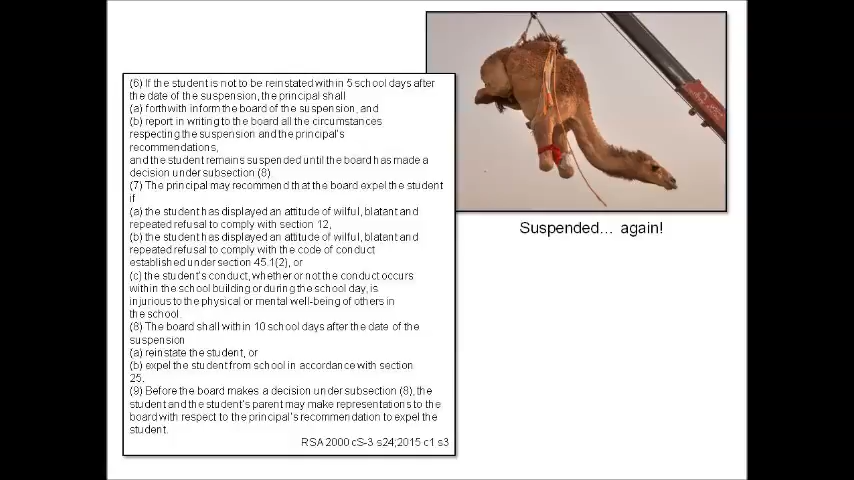 (6) If the student is not to be reinstated within 5 school days after
the date of the suspension, the principal shall
(a) forthwith inform the board of the suspension, and
(b) report in writing to the board all the circumstances
respecting the suspension and the principal's
recommendations,
and the student remains suspended until the board has made a
decision under subsection (8).
(7) The principal may recommend that the board expel the student
if
(a) the student has displayed an attitude of wilful, blatant and
repeated refusal to comply with section 12,
(b) the student has displayed an attitude of wilful, blatant and
repeated refusal to comply with the code of conduct
established under section 45.1(2), or
(c) the student's conduct, whether or not the conduct occurs
within the school building or during the school day, is
injurious to the physical or mental well-being of others in
the school.
(8) The board shall within 10 school days after the date of the
suspension
(a) reinstate the student, or
(b) expel the student from school in accordance with section
25.
(9) Before the board makes a decision under subsection (8), the
student and the student's parent may make representations to the
board with respect to the principal's recommendation to expel the
student.
RSA 2000 cS-3 s24;2015 c1 s3
Suspended... again!